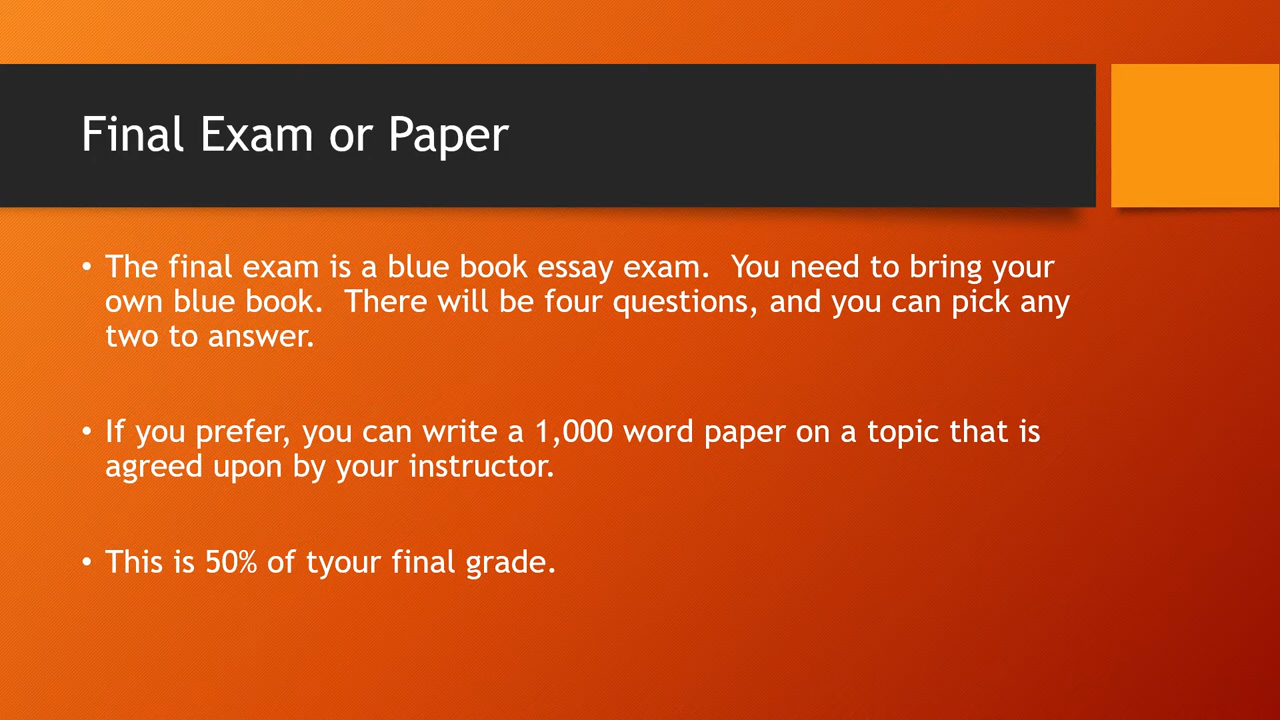 Final Exam or Paper
• The final exam is a blue book essay exam.  You need to bring your
own blue book.  There will be four questions, and you can pick any
two to answer.
• If you prefer, you can write a 1,000 word paper on a topic that is
agreed upon by your instructor.
• This is 50% of tyour final grade.